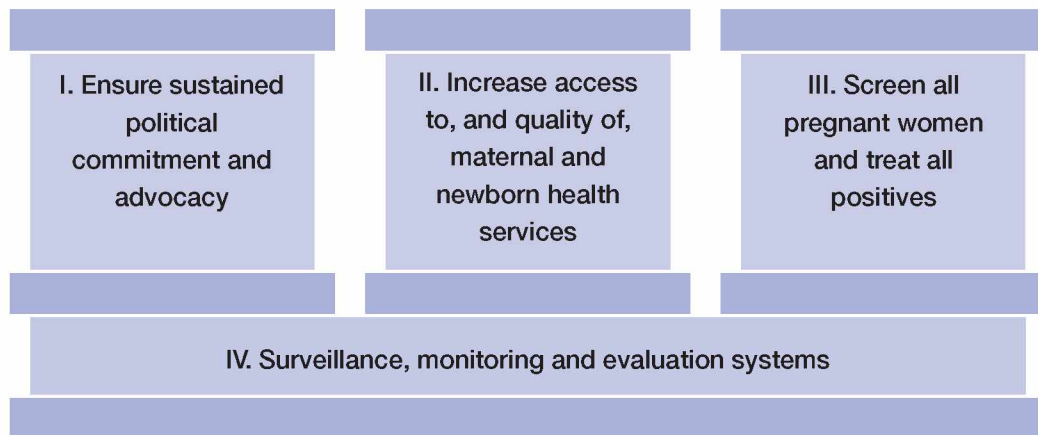 I. Ensure sustained
political
commitment and
advocacy
II. Increase access
to, and quality of,
maternal and
newborn health
services
III. Screen all
pregnant women
and treat all
positives
IV. Surveillance, monitoring and evaluation systems